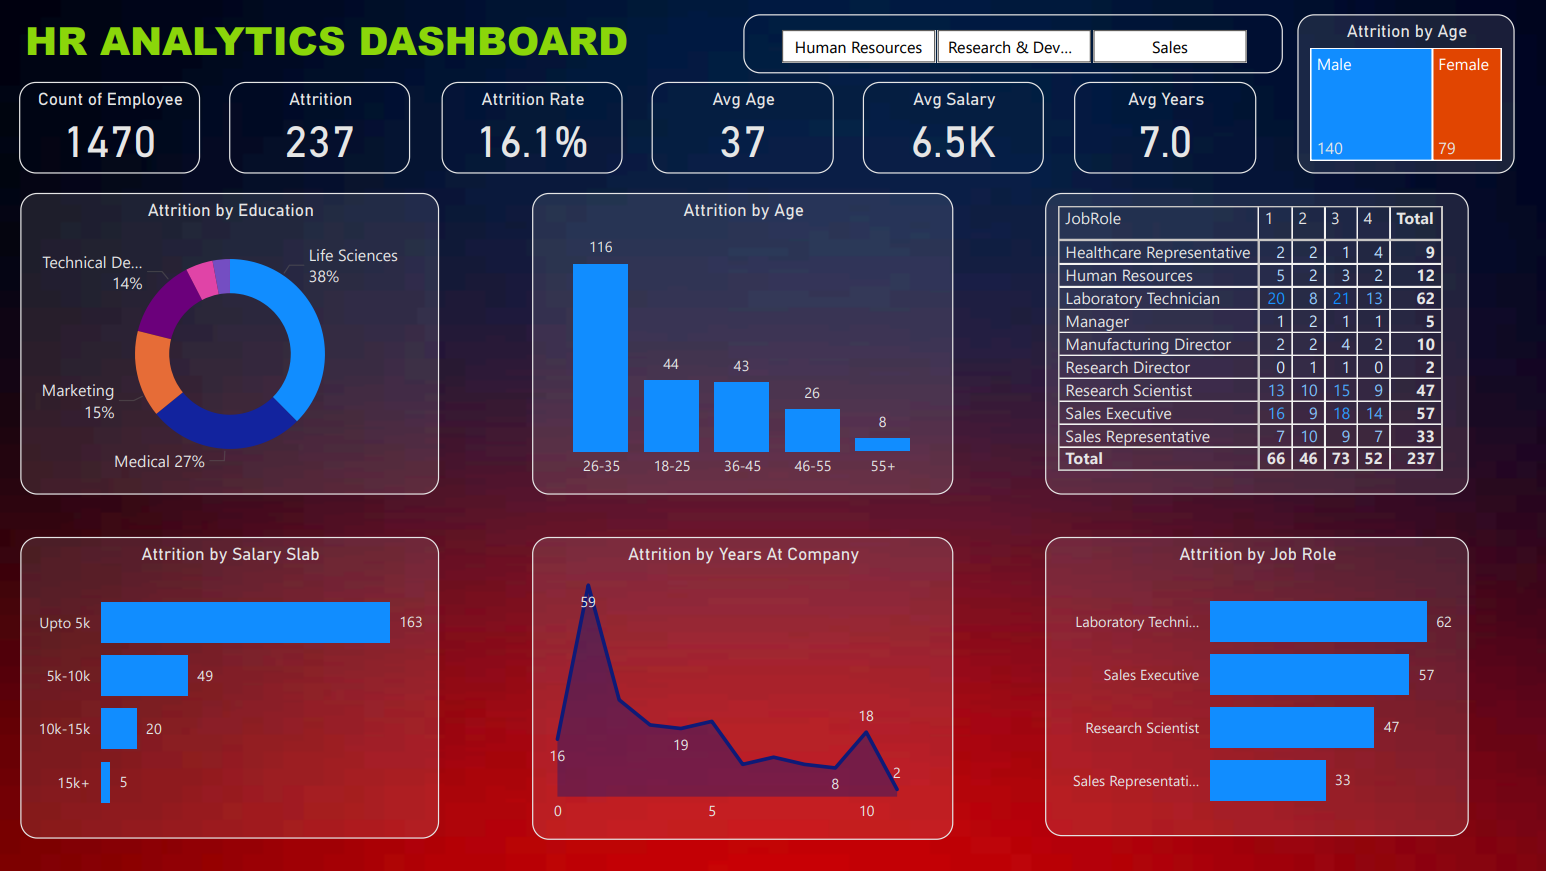 HR ANALYTICS DASHBOARD
Human Resources Research & Dev... Sales
Attrition by Age
Male Female
140 79
Count of Employee
1470
Attrition
237
Attrition Rate
16.1%
Avg Age
37
Avg Salary
6.5K
Avg Years
7.0
Attrition by Education
Life Sciences
38%
Technical De...
14%
Marketing
15%
Medical 27%
Attrition by Age
116
44
43
26
8
26-35 18-25 36-45 46-55 55+
JobRole 1 2 3 4 Total
Healthcare Representative 2 2 1 4 9
Human Resources 5 2 3 2 12
Laboratory Technician 20 8 21 13 62
Manager 1 2 1 1 5
Manufacturing Director 2 2 4 2 10
Research Director 0 1 1 0 2
Research Scientist 13 10 15 9 47
Sales Executive 16 9 18 14 57
Sales Representative 7 10 9 7 33
Total 66 46 73 52 237
Attrition by Salary Slab
Upto 5k 163
5k-10k 49
10k-15k 20
15k+ 5
Attrition by Years At Company
59
16
19
18
8
2
0 5 10
Attrition by Job Role
Laboratory Techni... 62
Sales Executive 57
Research Scientist 47
Sales Representati... 33